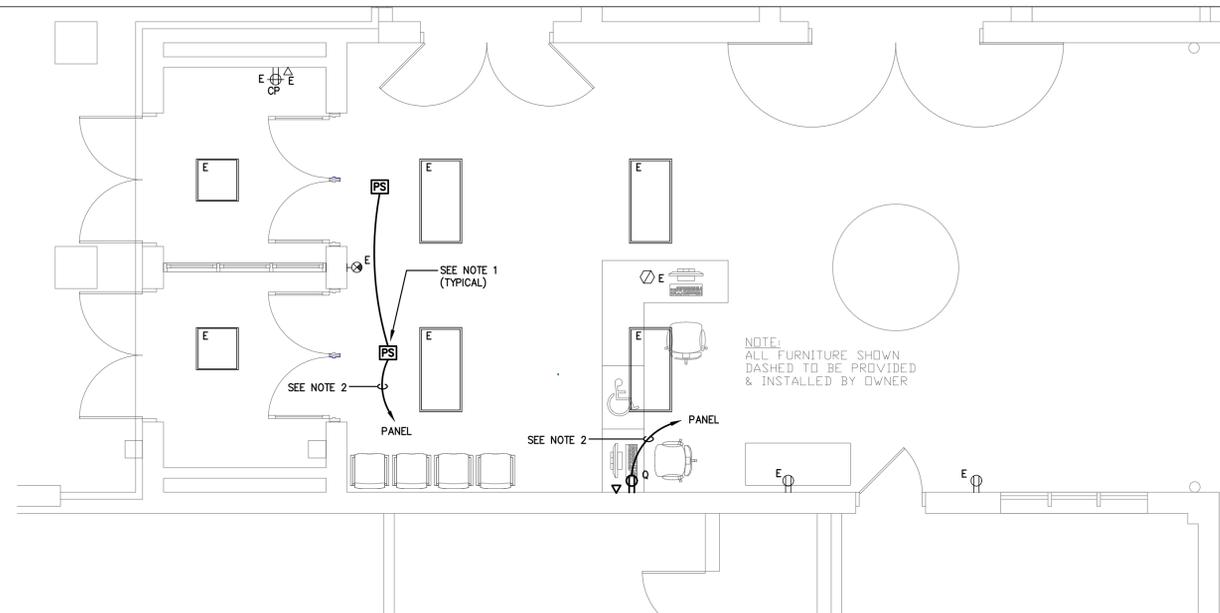 E
E
CP
E
E
E
PS
E
SEE NOTE 1
(TYPICAL)
E
E
E
E
PS
NOTE:
ALL FURNITURE SHOWN
DASHED TO BE PROVIDED
& INSTALLED BY OWNER
SEE NOTE 2
PANEL
PANEL
SEE NOTE 2
Q
E
E